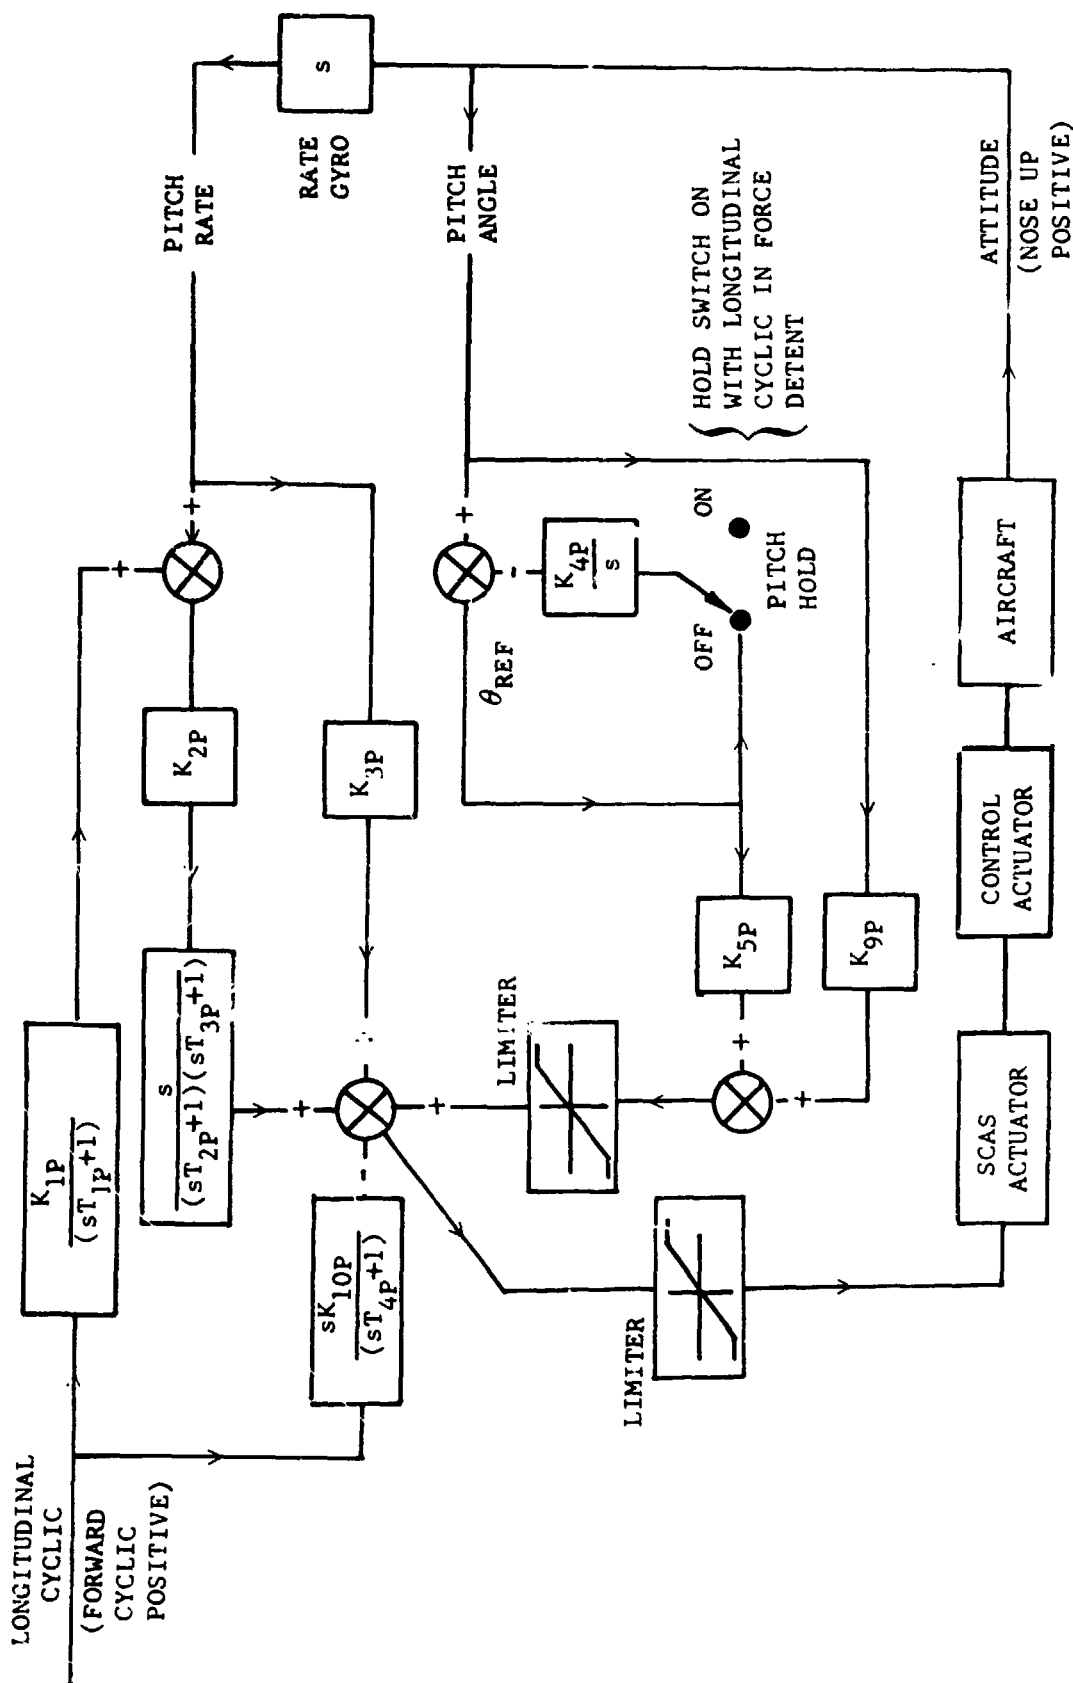 LONGITUDINAL
CYCLIC
(FORWARD
CYCLIC
POSITIVE)
K1P
(sT1P+1)
+
PITCH
RATE
s
RATE
GYRO
+
K2P
s
(sT2P+1)(sT3P+1)
+
K3P
sK10P
(sT4P+1)
-
+
LIMITER
LIMITER
PITCH
ANGLE
+
-
θREF
K4P
s
OFF
ON
PITCH
HOLD
HOLD SWITCH ON
WITH LONGITUDINAL
CYCLIC IN FORCE
DETENT
K5P
+
+
K9P
SCAS
ACTUATOR
CONTROL
ACTUATOR
AIRCRAFT
ATTITUDE
(NOSE UP
POSITIVE)